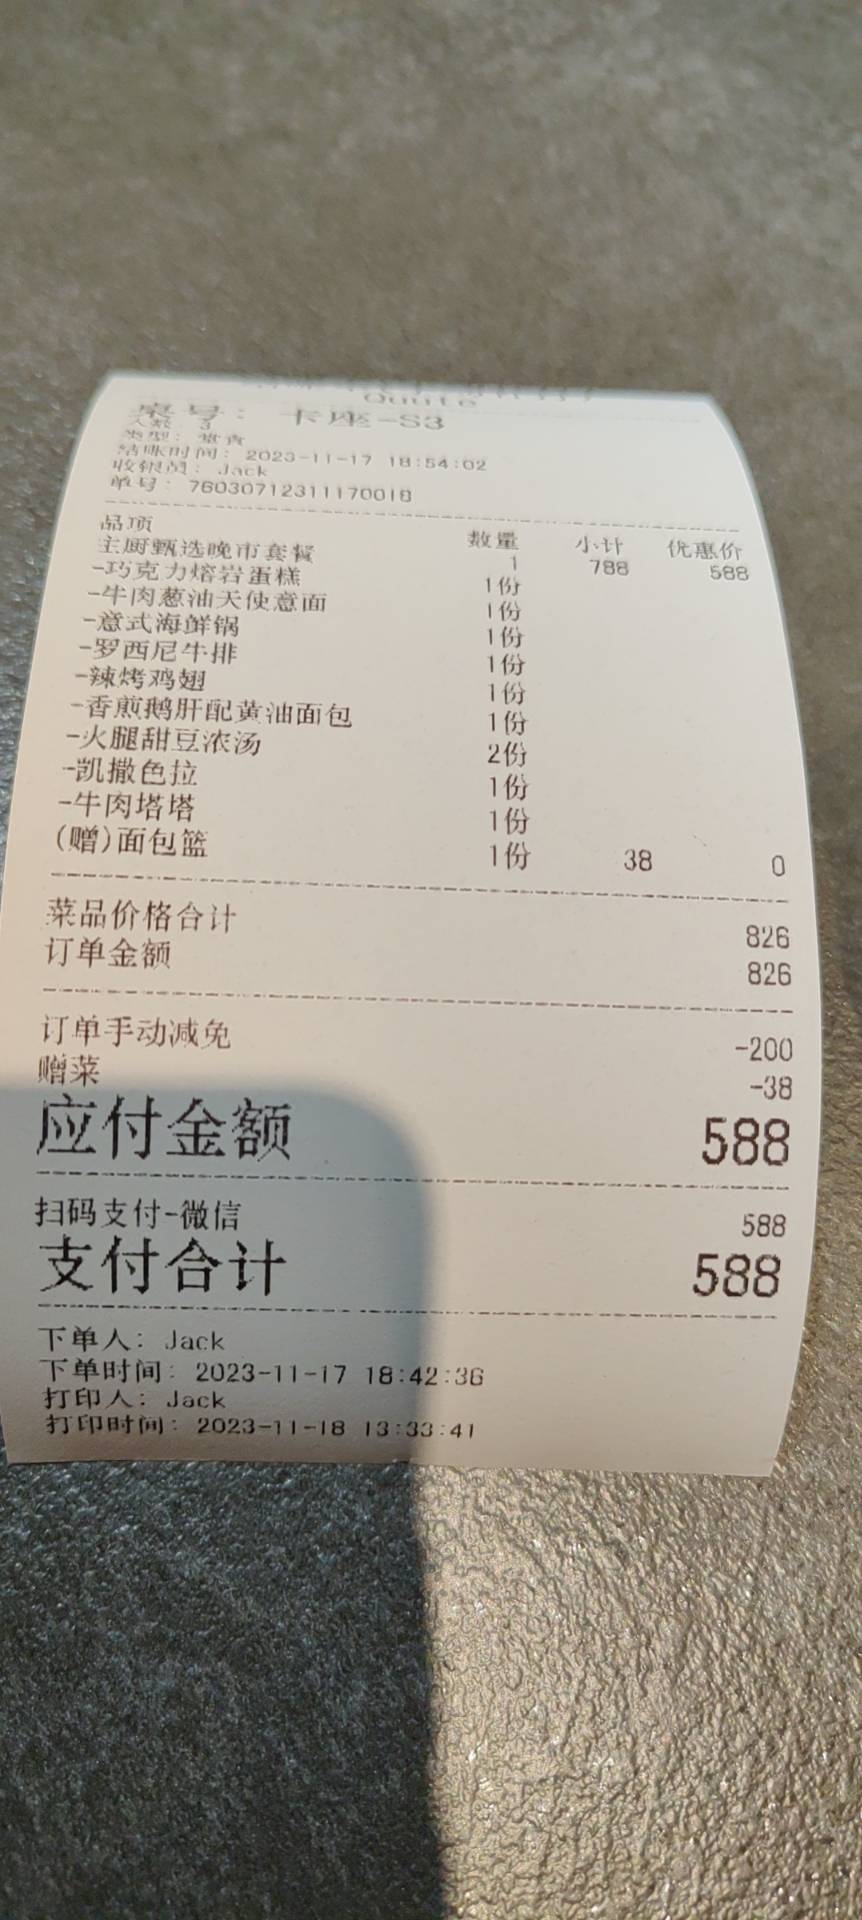 Quute
桌号: 卡座-S3
人数: 3
类型: 堂食
结账时间: 2023-11-17 18:54:02
收银员: Jack
单号: 76030712311170018
品项 数量 小计 优惠价
主厨甄选晚市套餐 1 788 588
-巧克力熔岩蛋糕 1份
-牛肉葱油天使意面 1份
-意式海鲜锅 1份
-罗西尼牛排 1份
-辣烤鸡翅 1份
-香煎鹅肝配黄油面包 1份
-火腿甜豆浓汤 2份
-凯撒色拉 1份
-牛肉塔塔 1份
(赠)面包篮 1份 38 0
菜品价格合计 826
订单金额 826
订单手动减免 -200
赠菜 -38
应付金额 588
扫码支付-微信 588
支付合计 588
下单人: Jack
下单时间: 2023-11-17 18:42:36
打印人: Jack
打印时间: 2023-11-18 13:33:41